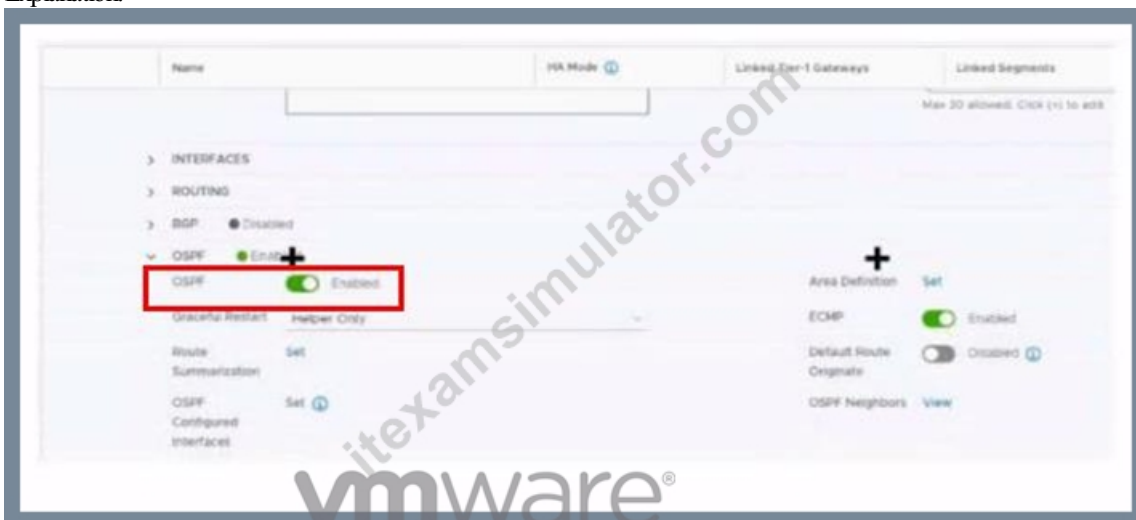 Explanation:
Name HA Mode Linked Tier-1 Gateways Linked Segments
Max 20 allowed. Click (+) to add
> INTERFACES
> ROUTING
> BGP Disabled
OSPF Enabled
OSPF Enabled Area Definition Set
Graceful Restart Helper Only ECMP Enabled
Route Summarization Set Default Route Originate Disabled
OSPF Configured Interfaces Set OSPF Neighbors View
itexamsimulator.com
vmware®